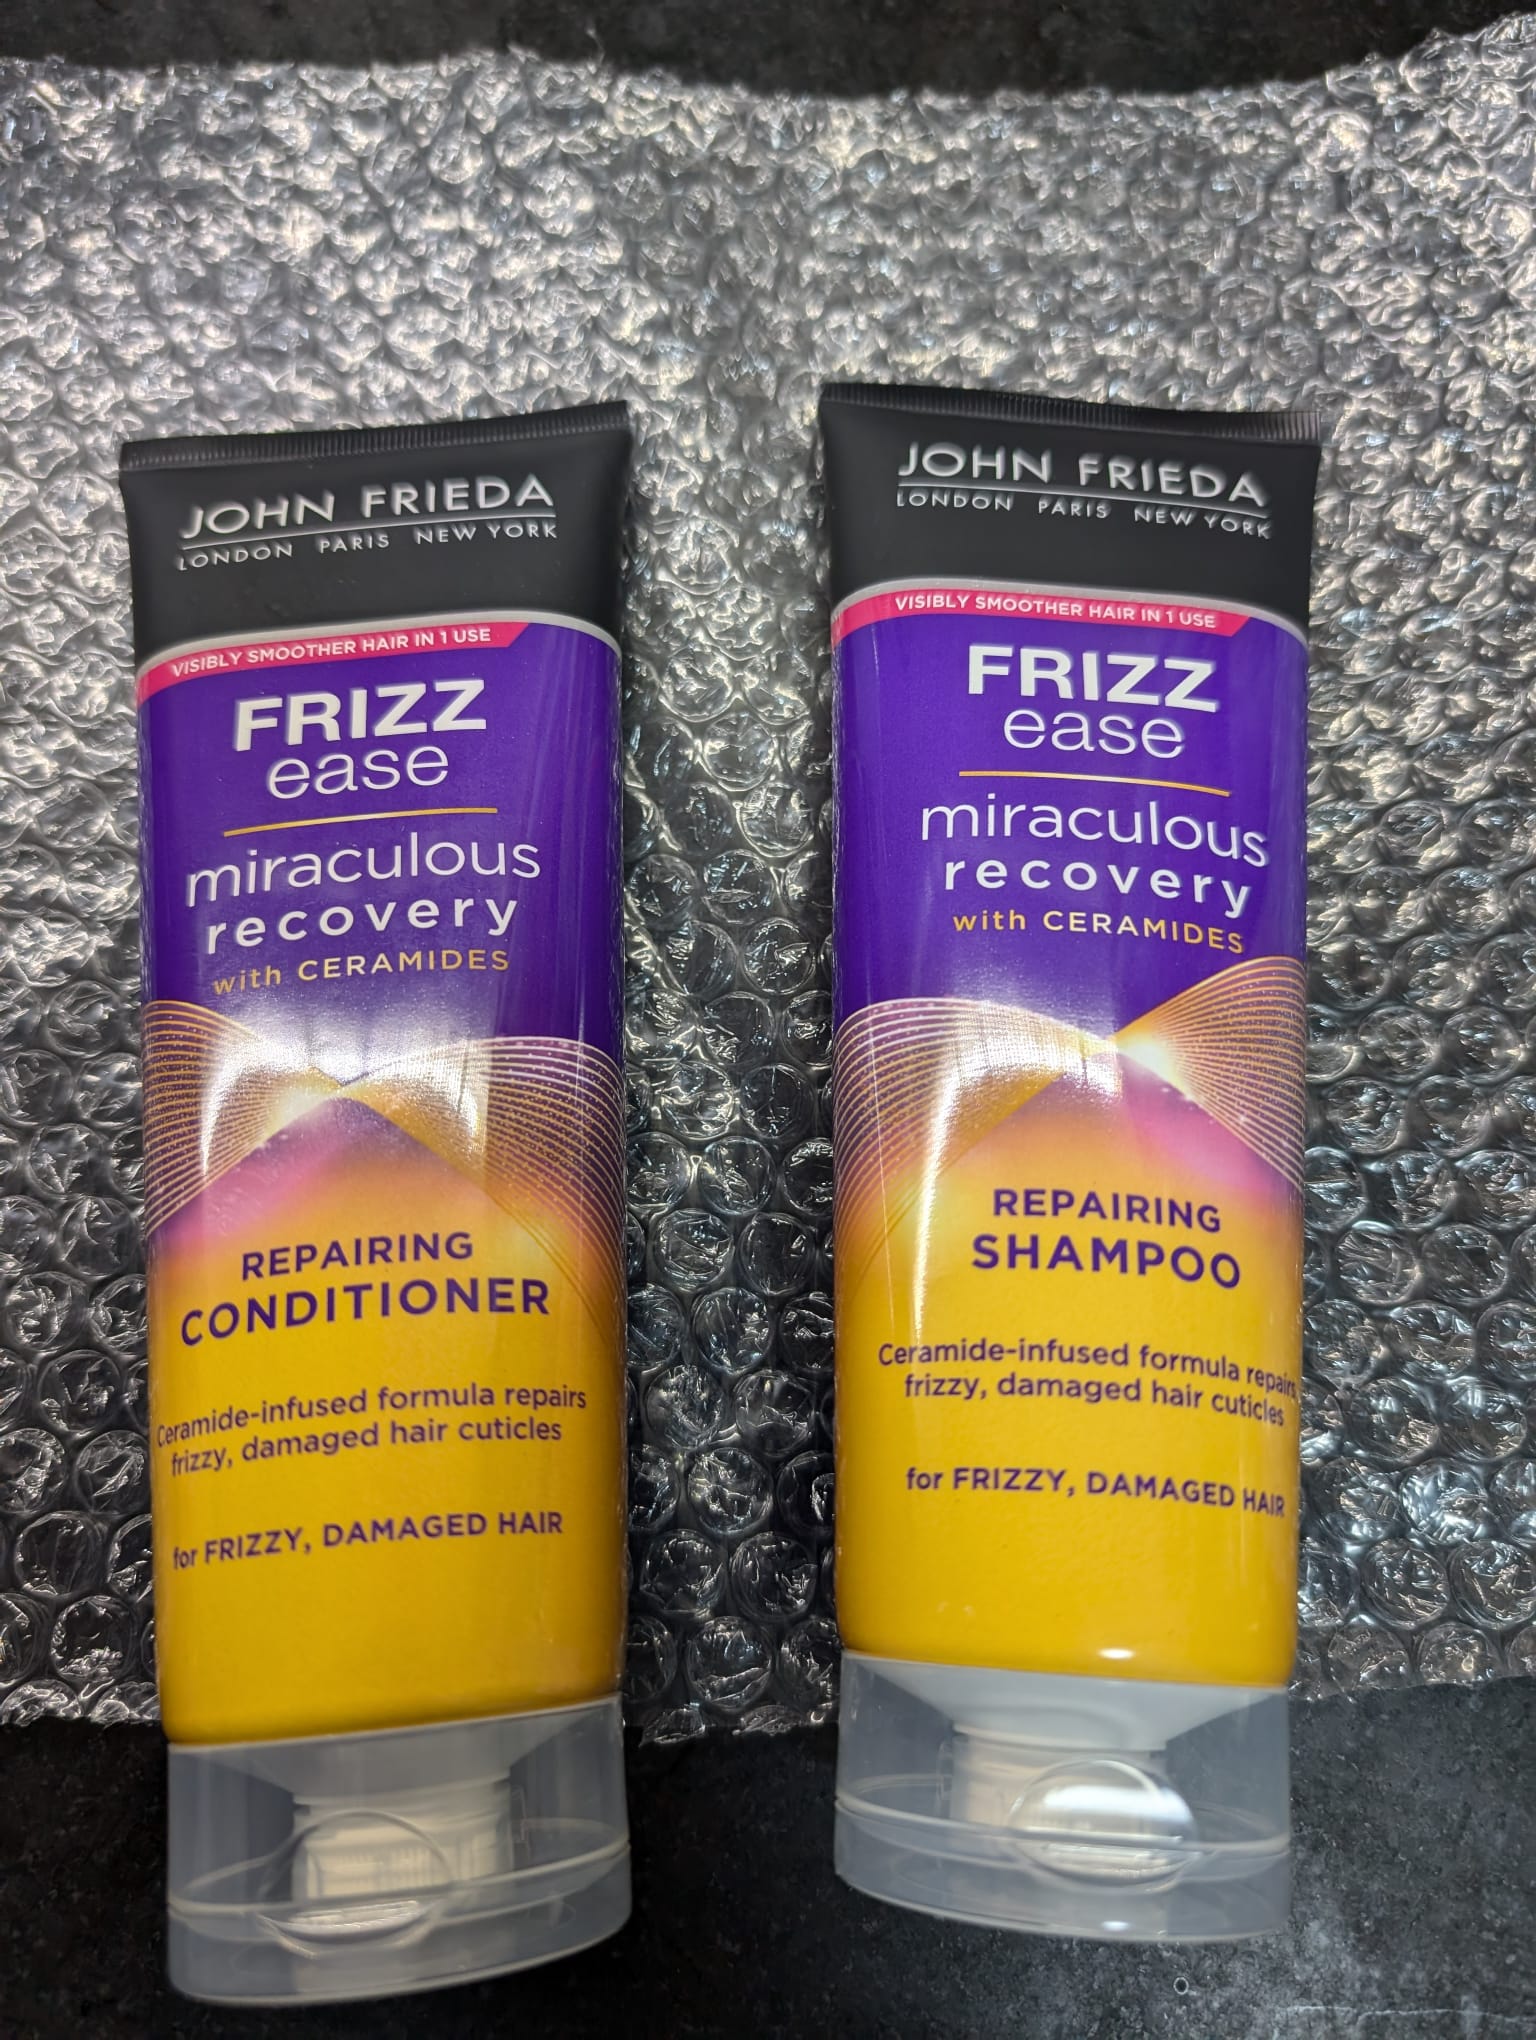 JOHN FRIEDA
LONDON PARIS NEW YORK
VISIBLY SMOOTHER HAIR IN 1 USE
FRIZZ
ease
miraculous
recovery
with CERAMIDES
REPAIRING
CONDITIONER
Ceramide-infused formula repairs
frizzy, damaged hair cuticles
for FRIZZY, DAMAGED HAIR
JOHN FRIEDA
LONDON PARIS NEW YORK
VISIBLY SMOOTHER HAIR IN 1 USE
FRIZZ
ease
miraculous
recovery
with CERAMIDES
REPAIRING
SHAMPOO
Ceramide-infused formula repairs
frizzy, damaged hair cuticles
for FRIZZY, DAMAGED HAIR